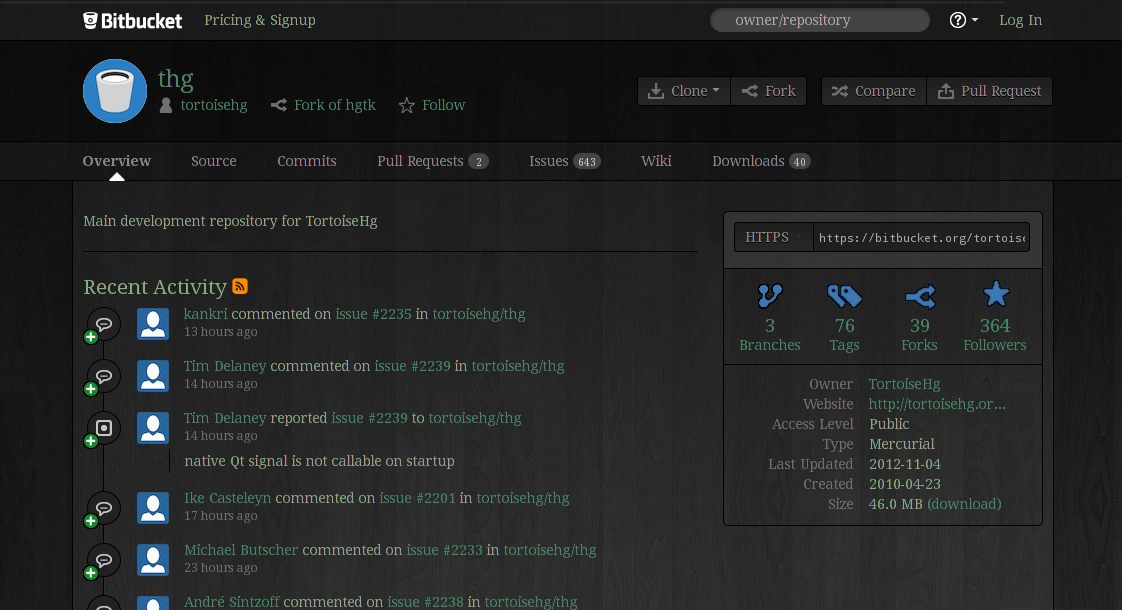 Bitbucket Pricing & Signup owner/repository Log In
thg
tortoisehg Fork of hgtk Follow
Clone Fork Compare Pull Request
Overview Source Commits Pull Requests 2 Issues 643 Wiki Downloads 40
Main development repository for TortoiseHg
Recent Activity
kankri commented on issue #2235 in tortoisehg/thg
13 hours ago
Tim Delaney commented on issue #2239 in tortoisehg/thg
14 hours ago
Tim Delaney reported issue #2239 to tortoisehg/thg
14 hours ago
native Qt signal is not callable on startup
Ike Casteleyn commented on issue #2201 in tortoisehg/thg
17 hours ago
Michael Butscher commented on issue #2233 in tortoisehg/thg
23 hours ago
André Sintzoff commented on issue #2238 in tortoisehg/thg
HTTPS https://bitbucket.org/tortoise
3 76 39 364
Branches Tags Forks Followers
Owner TortoiseHg
Website http://tortoisehg.or...
Access Level Public
Type Mercurial
Last Updated 2012-11-04
Created 2010-04-23
Size 46.0 MB (download)